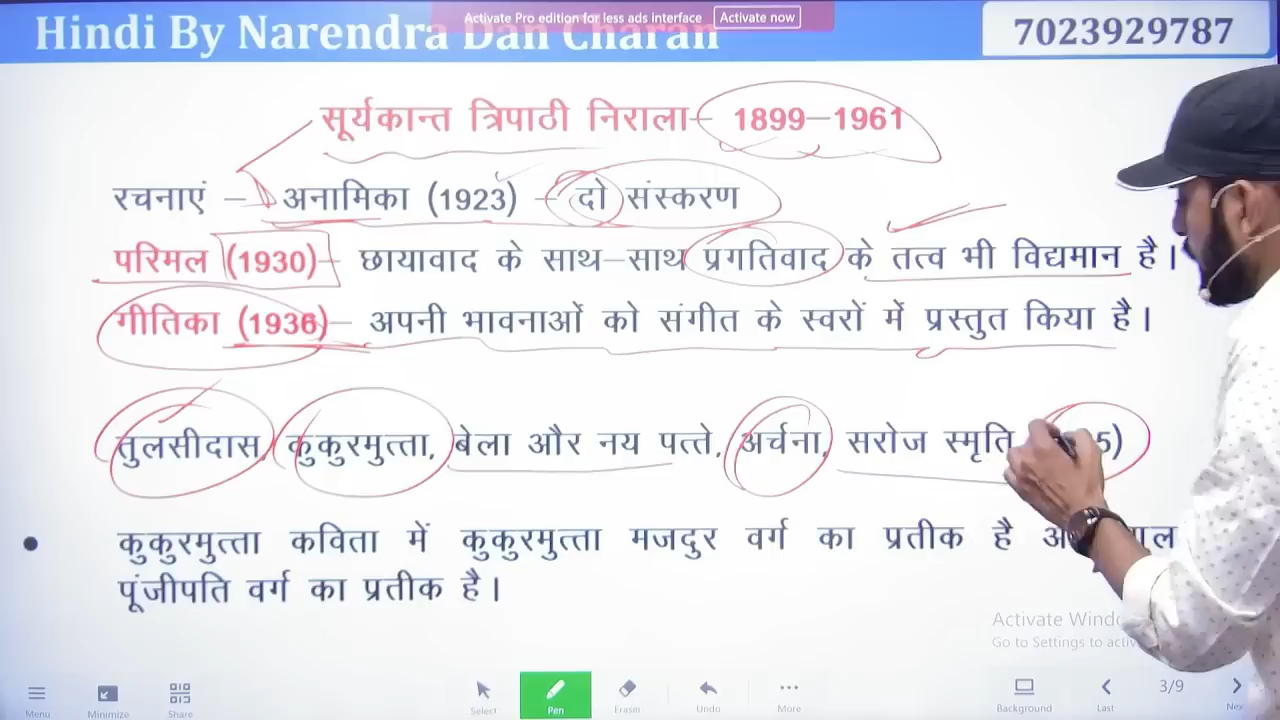 Activate Pro edition for less ads interface Activate now
Hindi By Narendra Dan Charan 7023929787
सूर्यकान्त त्रिपाठी निराला– 1899–1961
रचनाएं – अनामिका (1923) – दो संस्करण
परिमल (1930)– छायावाद के साथ–साथ प्रगतिवाद के तत्व भी विद्यमान है।
गीतिका (1936)– अपनी भावनाओं को संगीत के स्वरों में प्रस्तुत किया है।
तुलसीदास, कुकुरमुत्ता, बेला और नय पत्ते, अर्चना, सरोज स्मृति 5)
• कुकुरमुत्ता कविता में कुकुरमुत्ता मजदुर वर्ग का प्रतीक है
पूंजीपति वर्ग का प्रतीक है।
Activate
Go to Settings to
Menu Minimize Share Select Pen Erasm Undo More Background Last 3/9